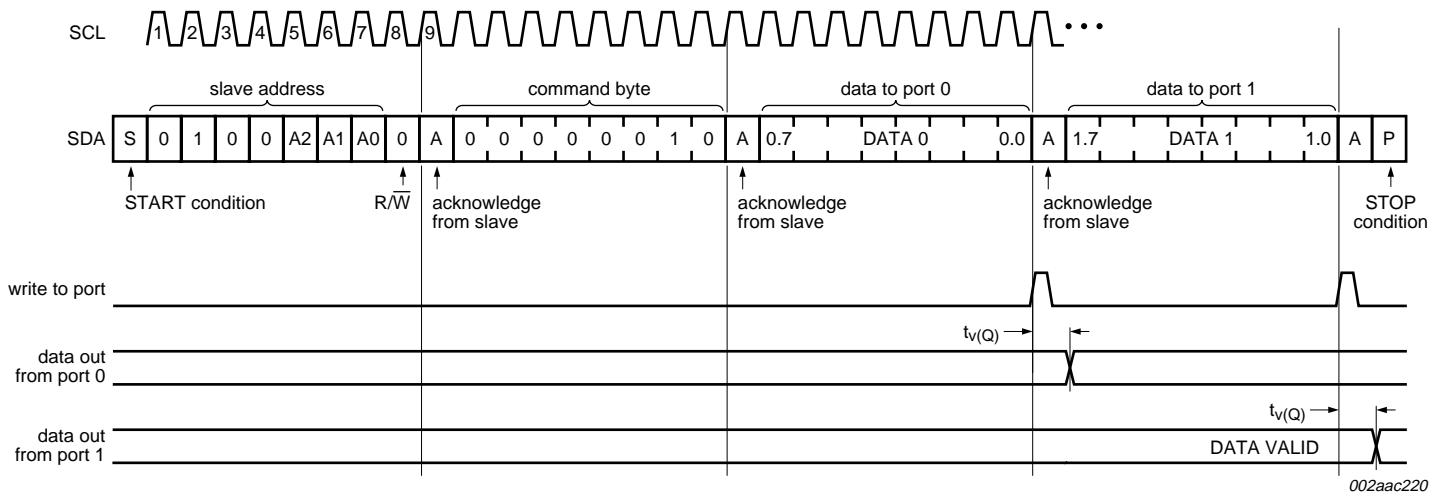 SCL 1 2 3 4 5 6 7 8 9 •••
slave address command byte data to port 0 data to port 1
SDA S 0 1 0 0 A2 A1 A0 0 A 0 0 0 0 0 0 1 0 A 0.7 DATA 0 0.0 A 1.7 DATA 1 1.0 A P
START condition R/W̅ acknowledge acknowledge acknowledge STOP
from slave from slave from slave condition
write to port
tv(Q)
data out
from port 0
tv(Q)
data out
from port 1 DATA VALID
002aac220